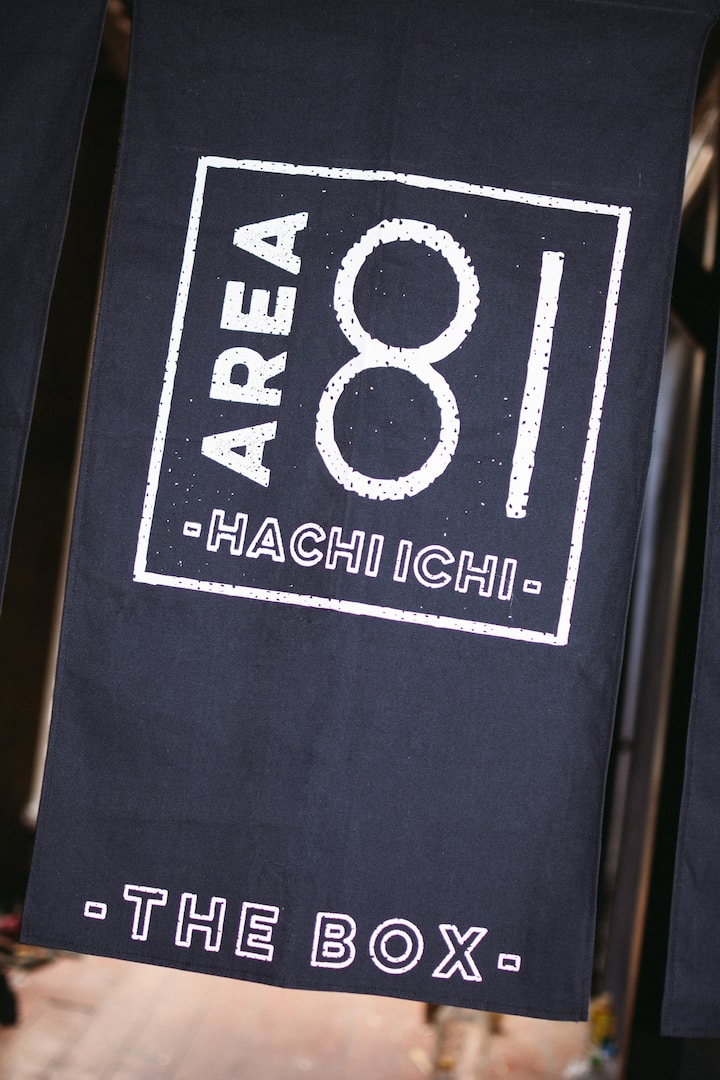 AREA
81
-HACHI ICHI-
-THE BOX-